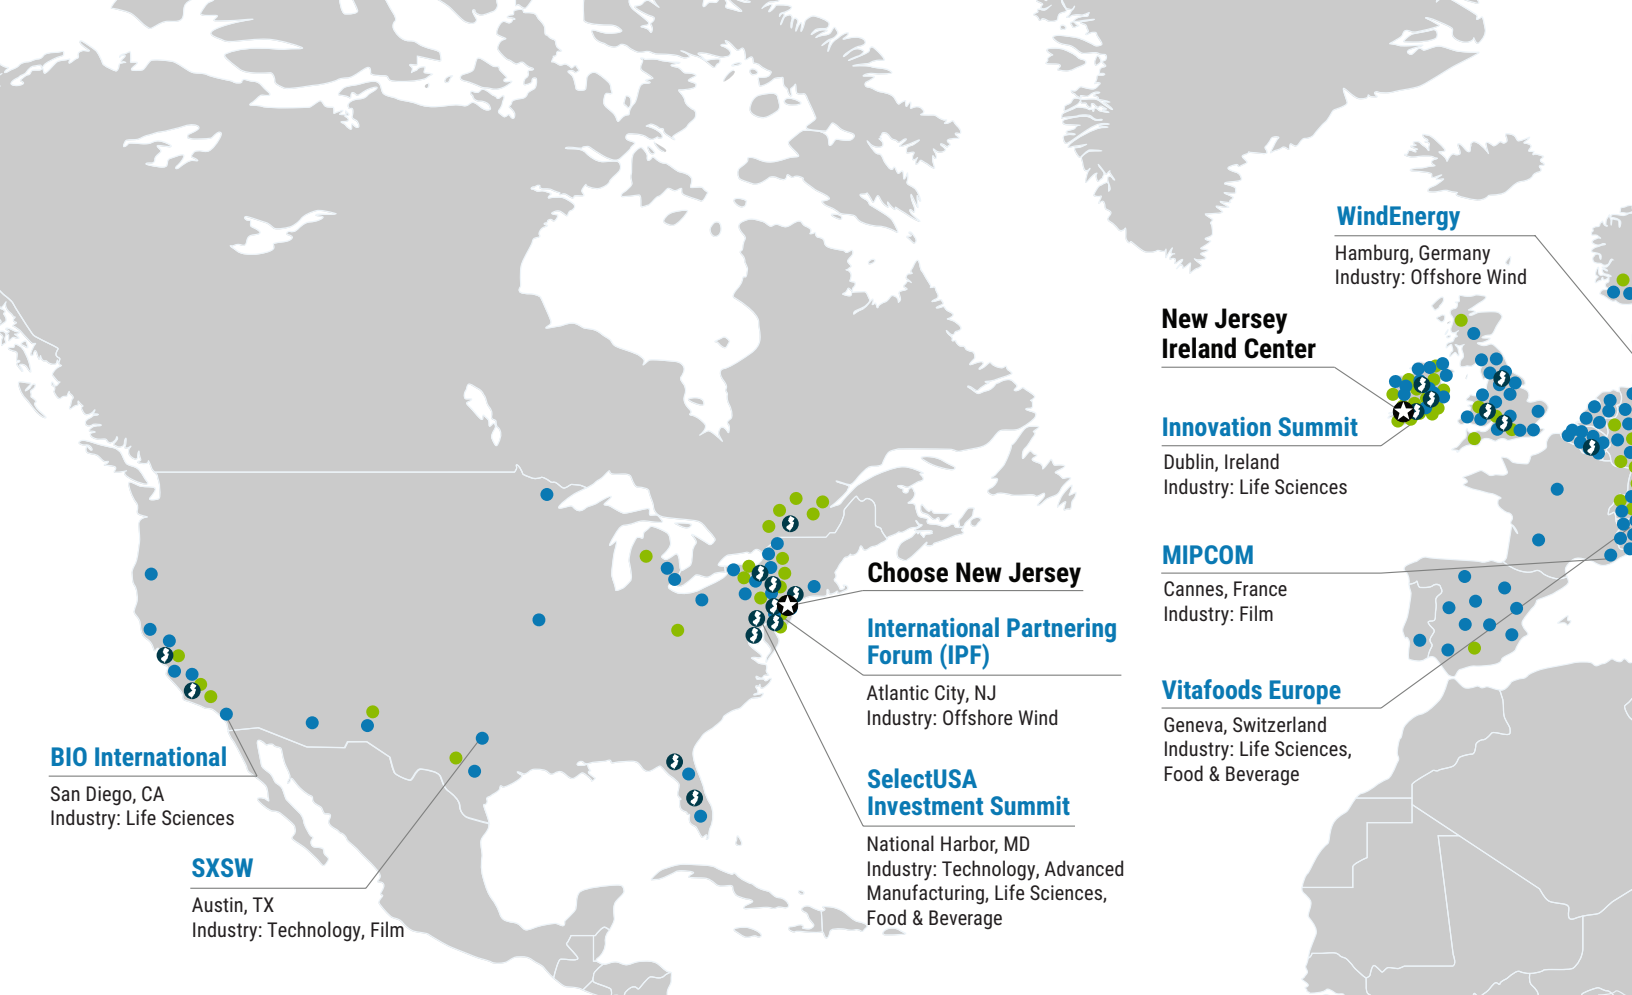 WindEnergy
Hamburg, Germany
Industry: Offshore Wind
New Jersey
Ireland Center
Innovation Summit
Dublin, Ireland
Industry: Life Sciences
MIPCOM
Cannes, France
Industry: Film
Vitafoods Europe
Geneva, Switzerland
Industry: Life Sciences,
Food & Beverage
Choose New Jersey
International Partnering
Forum (IPF)
Atlantic City, NJ
Industry: Offshore Wind
SelectUSA
Investment Summit
National Harbor, MD
Industry: Technology, Advanced
Manufacturing, Life Sciences,
Food & Beverage
BIO International
San Diego, CA
Industry: Life Sciences
SXSW
Austin, TX
Industry: Technology, Film